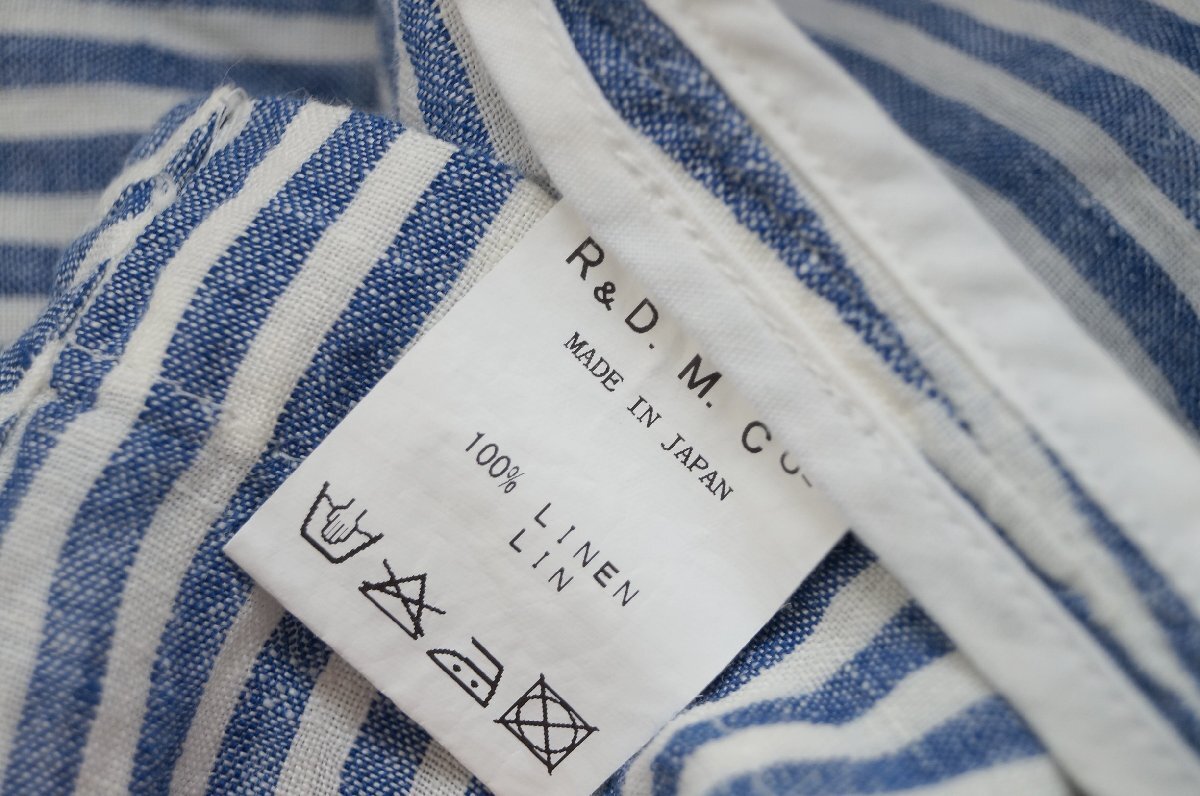 R&D. M. Co-
MADE IN JAPAN
100% LINEN
LIN